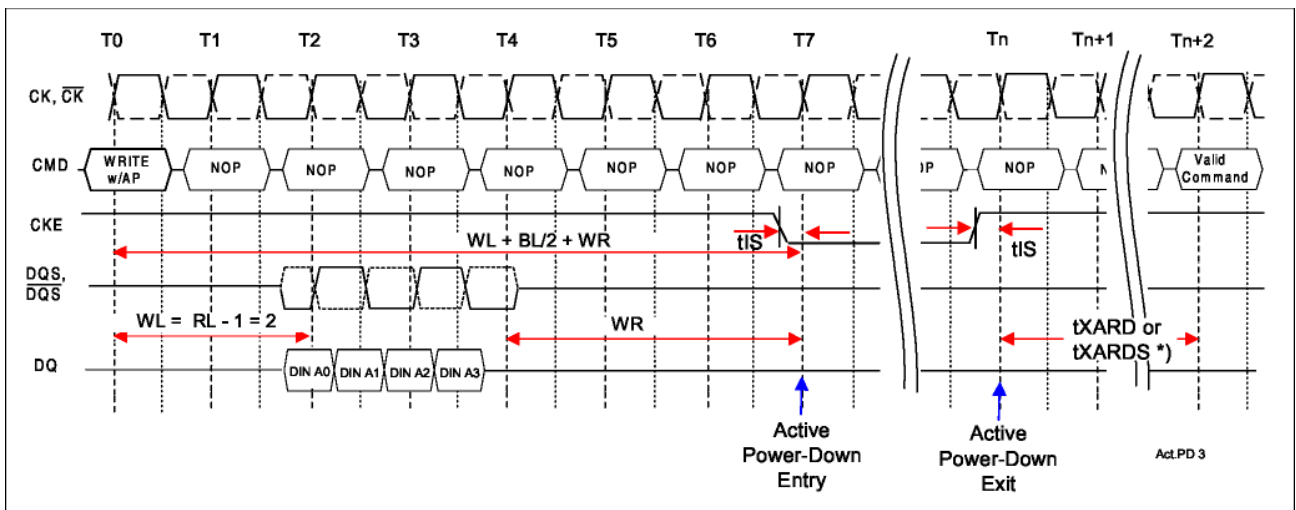 T0 T1 T2 T3 T4 T5 T6 T7 Tn Tn+1 Tn+2
CK, CK
CMD WRITE w/AP NOP NOP NOP NOP NOP NOP NOP OP NOP N Valid Command
CKE
tIS
tIS
WL + BL/2 + WR
DQS,
DQS
WL = RL - 1 = 2
WR
tXARD or
tXARDS *)
DQ DIN A0 DIN A1 DIN A2 DIN A3
Active
Power-Down
Entry
Active
Power-Down
Exit
Act.PD 3